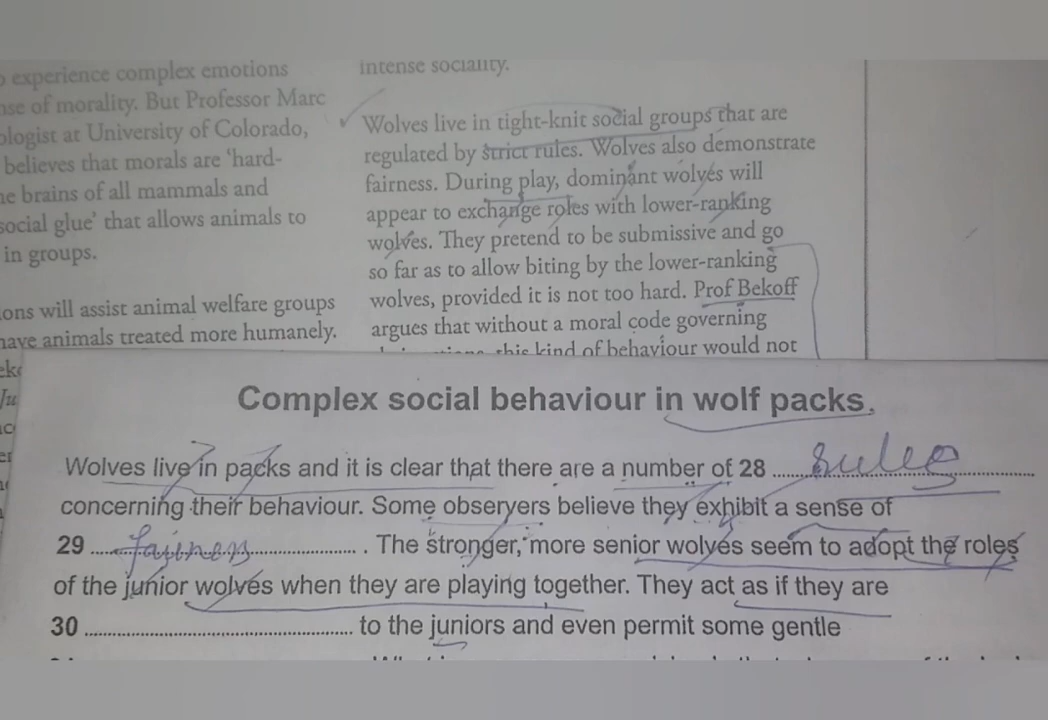 experience complex emotions
nse of morality. But Professor Marc
ologist at University of Colorado,
believes that morals are ‘hard-
ne brains of all mammals and
social glue’ that allows animals to
in groups.
ons will assist animal welfare groups
have animals treated more humanely.
intense sociality.
Wolves live in tight-knit social groups that are
regulated by strict rules. Wolves also demonstrate
fairness. During play, dominant wolves will
appear to exchange roles with lower-ranking
wolves. They pretend to be submissive and go
so far as to allow biting by the lower-ranking
wolves, provided it is not too hard. Prof Bekoff
argues that without a moral code governing
this kind of behaviour would not
Complex social behaviour in wolf packs.
Wolves live in packs and it is clear that there are a number of 28 rules
concerning their behaviour. Some observers believe they exhibit a sense of
29 fairness . The stronger, more senior wolves seem to adopt the roles
of the junior wolves when they are playing together. They act as if they are
30 to the juniors and even permit some gentle